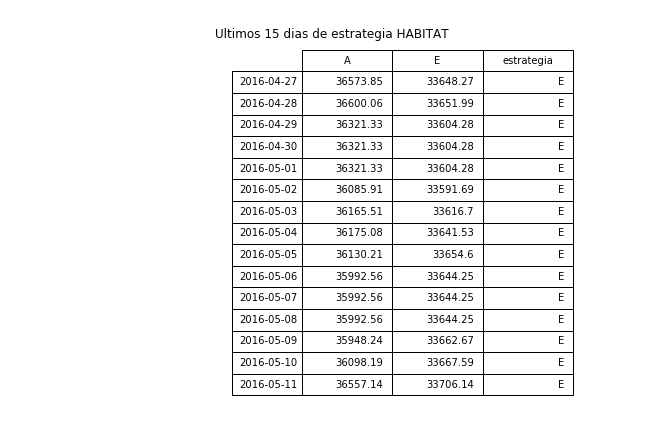 Ultimos 15 dias de estrategia HABITAT
A E estrategia
2016-04-27 36573.85 33648.27 E
2016-04-28 36600.06 33651.99 E
2016-04-29 36321.33 33604.28 E
2016-04-30 36321.33 33604.28 E
2016-05-01 36321.33 33604.28 E
2016-05-02 36085.91 33591.69 E
2016-05-03 36165.51 33616.7 E
2016-05-04 36175.08 33641.53 E
2016-05-05 36130.21 33654.6 E
2016-05-06 35992.56 33644.25 E
2016-05-07 35992.56 33644.25 E
2016-05-08 35992.56 33644.25 E
2016-05-09 35948.24 33662.67 E
2016-05-10 36098.19 33667.59 E
2016-05-11 36557.14 33706.14 E